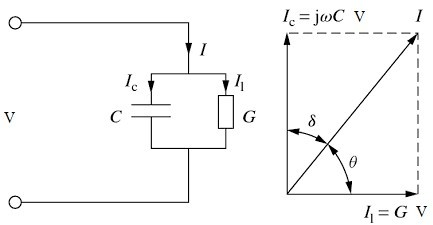 I
I_c
I_l
V
C
G
I_c = jωC V
I
δ
θ
I_l = G V